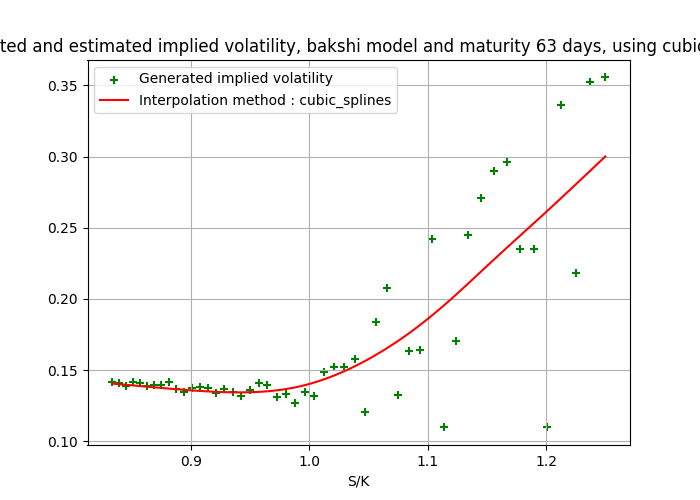 ted and estimated implied volatility, bakshi model and maturity 63 days, using cubic
Generated implied volatility
Interpolation method : cubic_splines
0.35
0.30
0.25
0.20
0.15
0.10
0.9
1.0
1.1
1.2
S/K